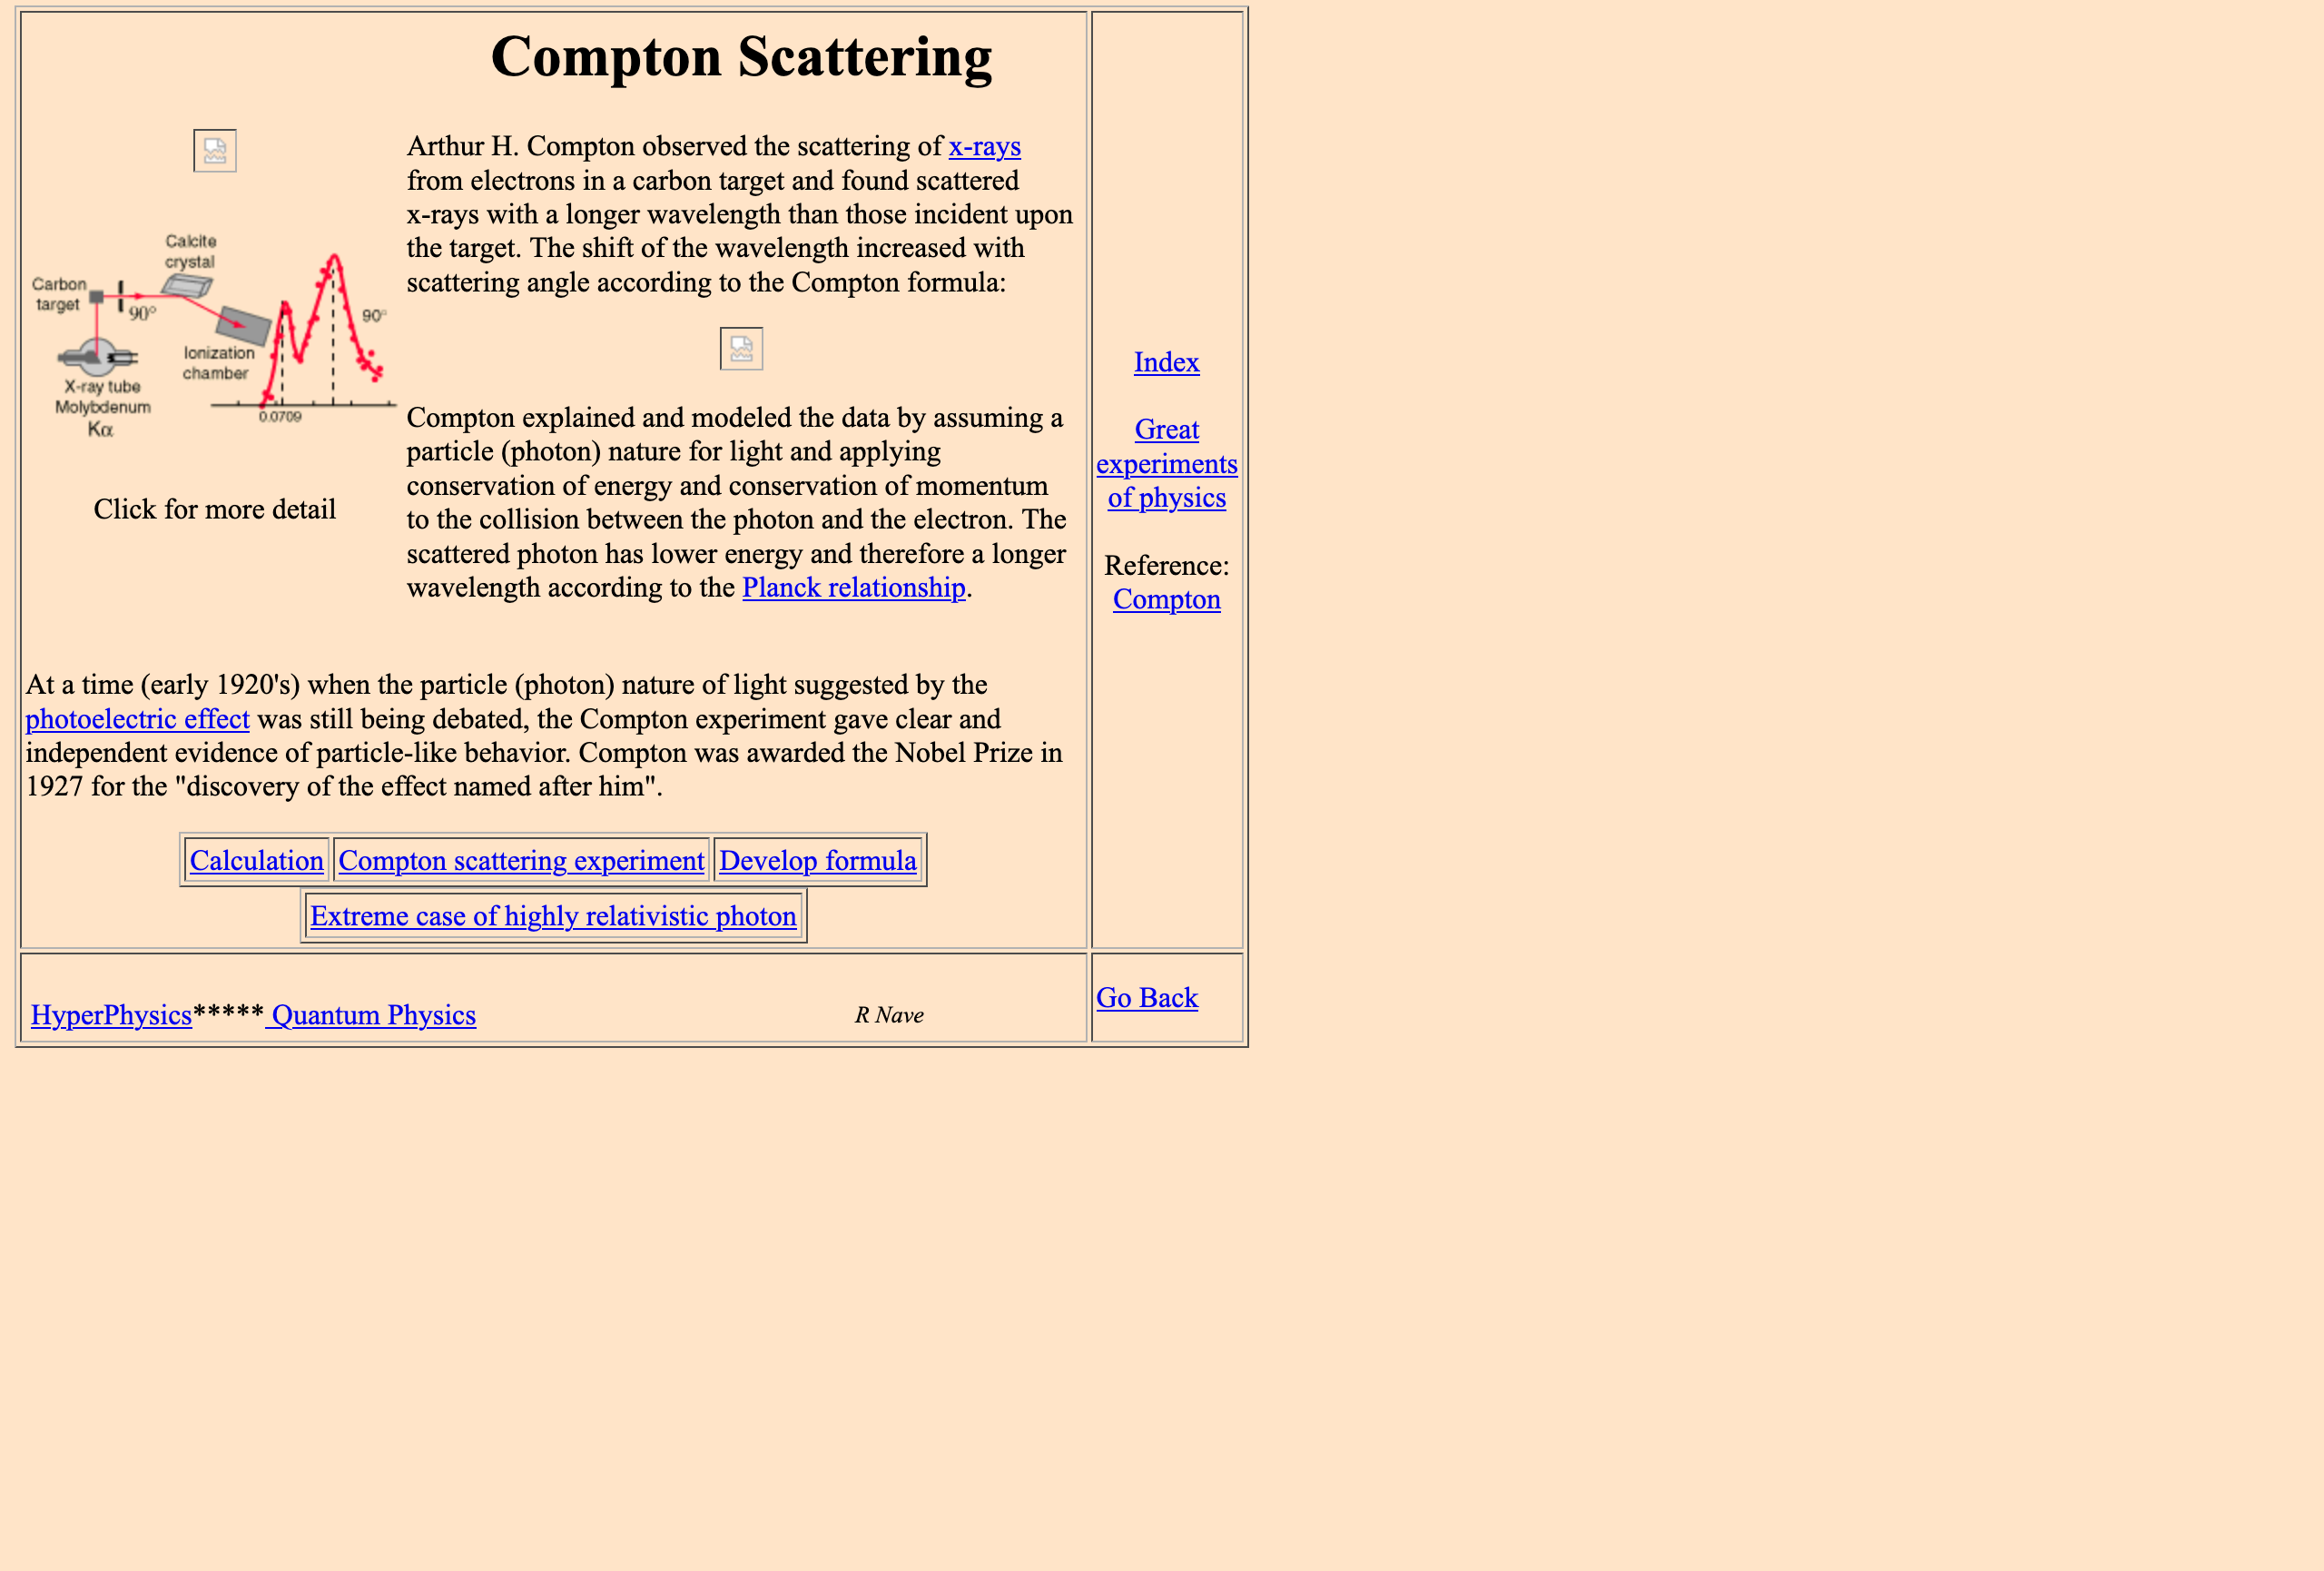 Compton Scattering
Calcite
crystal
Carbon
target
90°
90°
Ionization
chamber
X-ray tube
Molybdenum
Kα
0.0709
Click for more detail
Arthur H. Compton observed the scattering of x-rays
from electrons in a carbon target and found scattered
x-rays with a longer wavelength than those incident upon
the target. The shift of the wavelength increased with
scattering angle according to the Compton formula:
Compton explained and modeled the data by assuming a
particle (photon) nature for light and applying
conservation of energy and conservation of momentum
to the collision between the photon and the electron. The
scattered photon has lower energy and therefore a longer
wavelength according to the Planck relationship.
At a time (early 1920's) when the particle (photon) nature of light suggested by the
photoelectric effect was still being debated, the Compton experiment gave clear and
independent evidence of particle-like behavior. Compton was awarded the Nobel Prize in
1927 for the "discovery of the effect named after him".
Calculation Compton scattering experiment Develop formula
Extreme case of highly relativistic photon
Index
Great
experiments
of physics
Reference:
Compton
HyperPhysics***** Quantum Physics R Nave
Go Back